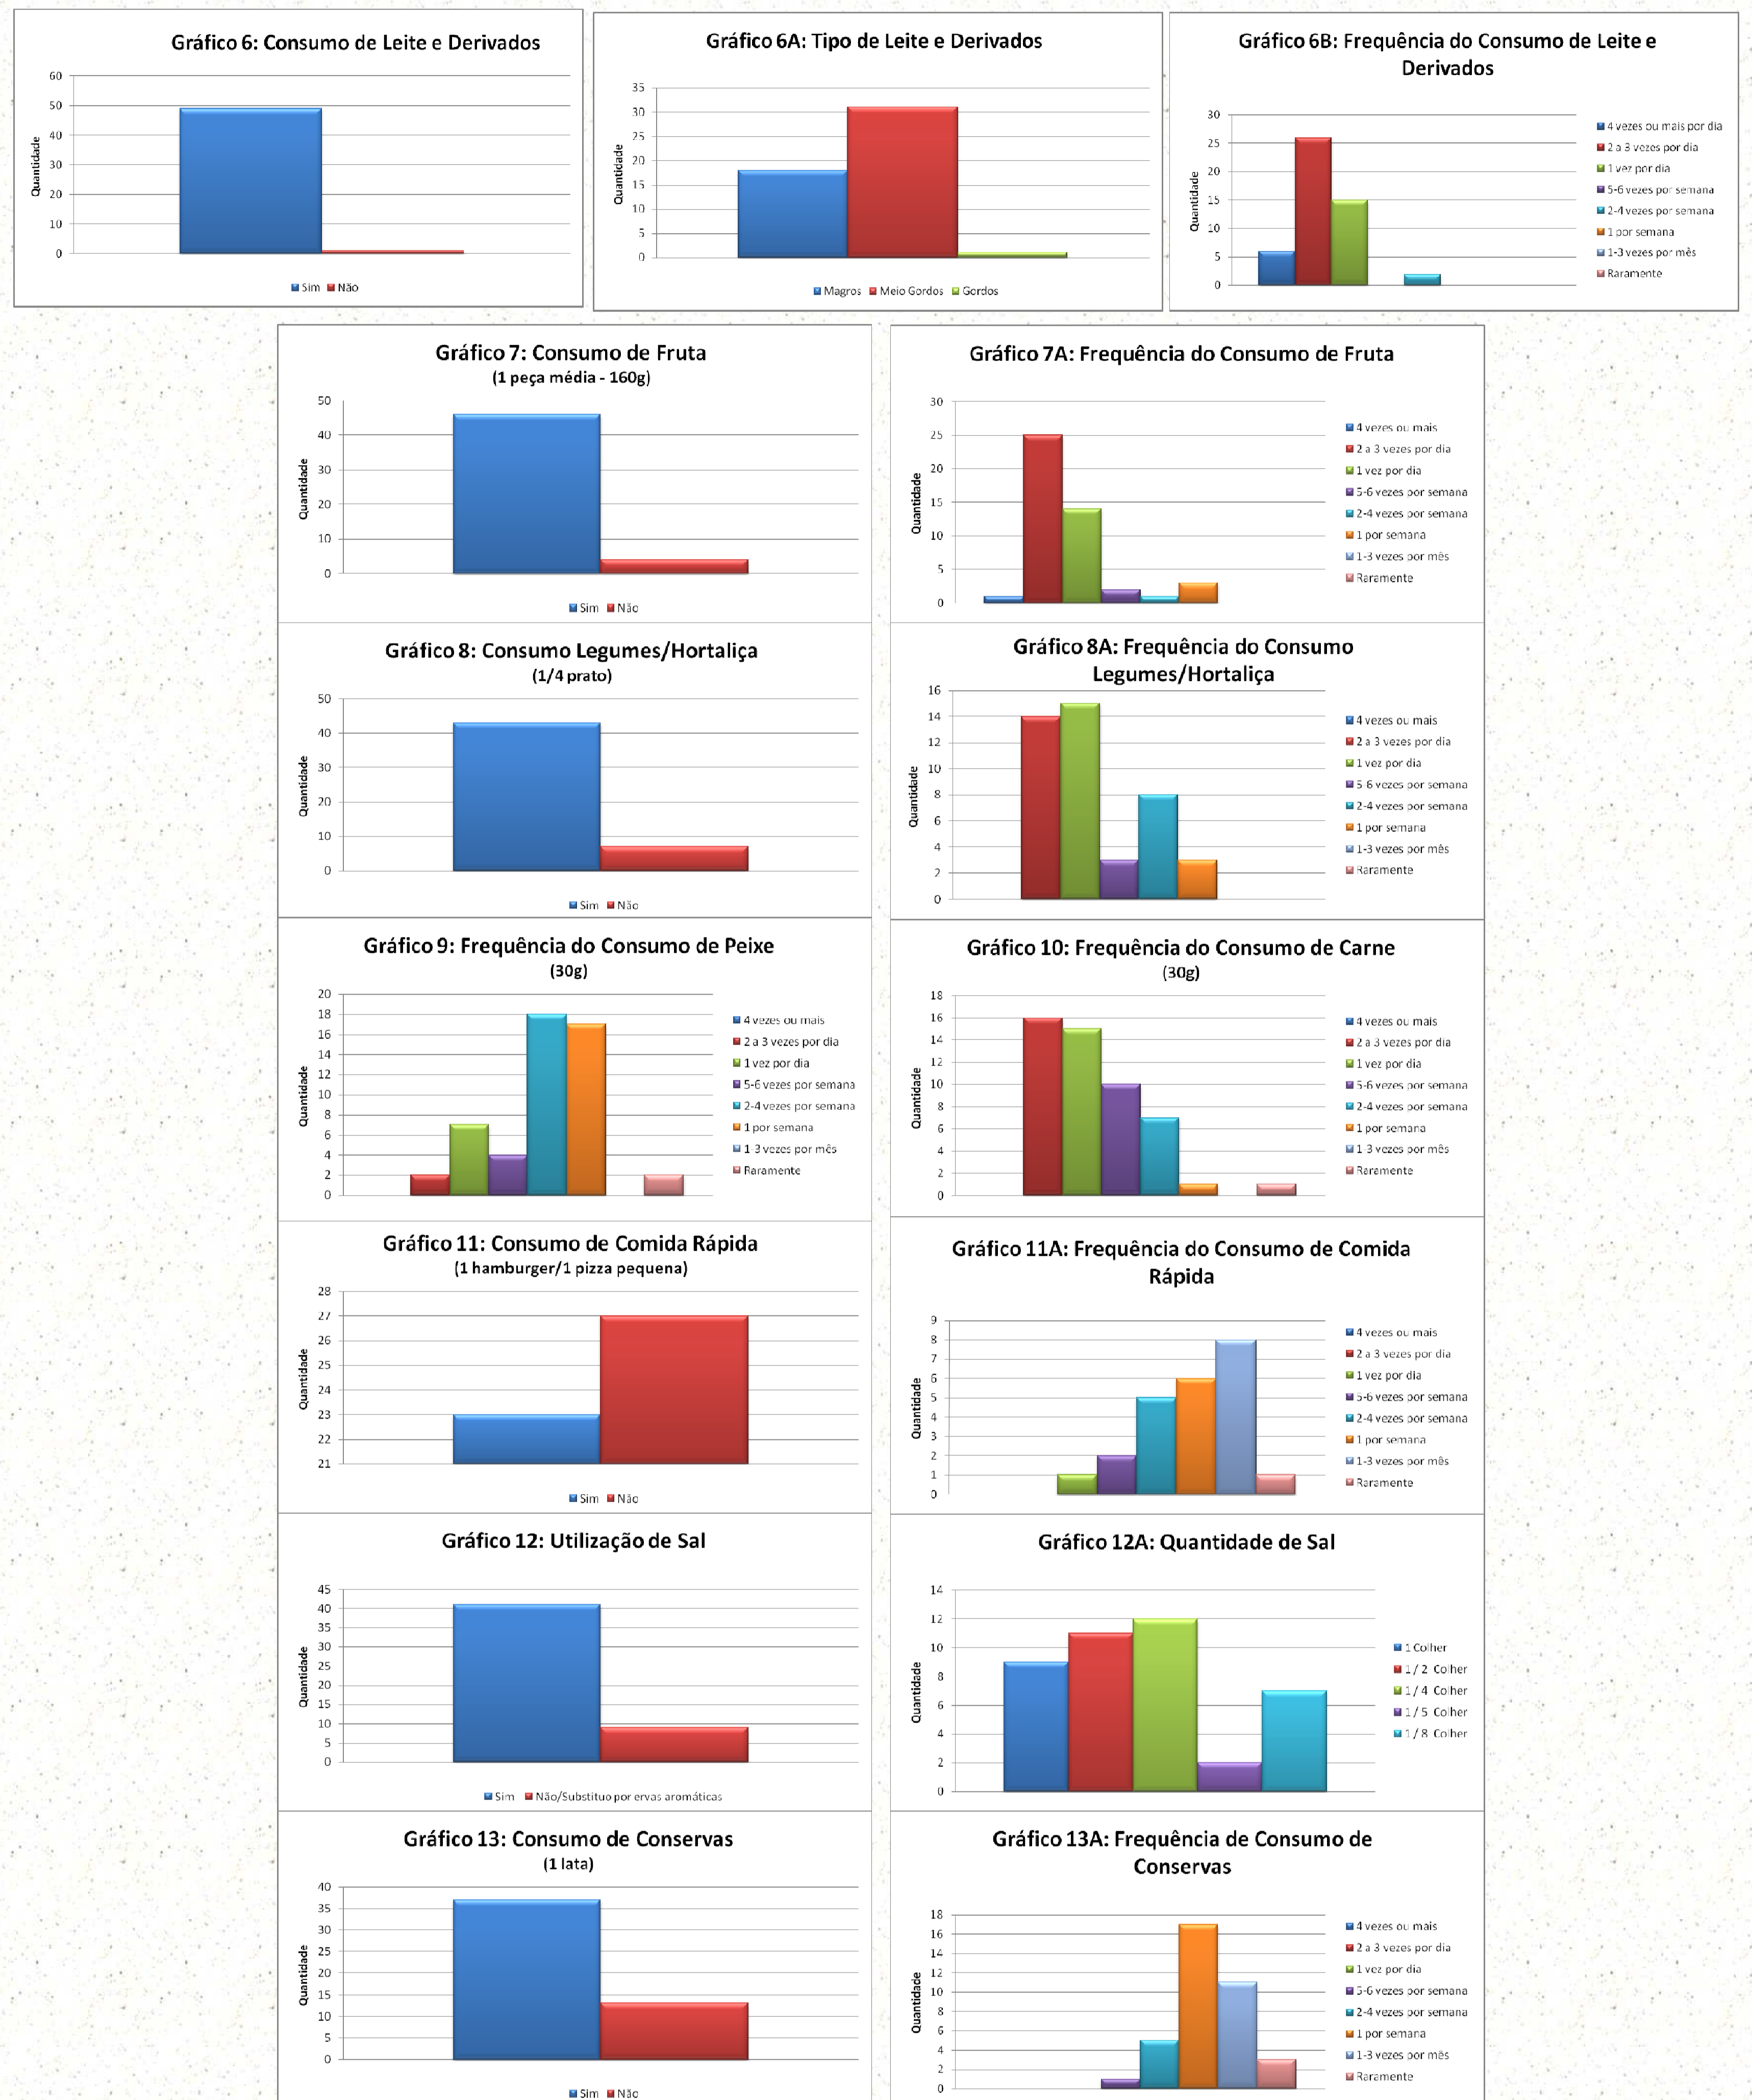 Gráfico 6: Consumo de Leite e Derivados
Quantidade
60
50
40
30
20
10
0
Sim Não
Gráfico 6A: Tipo de Leite e Derivados
Quantidade
35
30
25
20
15
10
5
0
Magros Meio Gordos Gordos
Gráfico 6B: Frequência do Consumo de Leite e
Derivados
Quantidade
30
25
20
15
10
5
0
4 vezes ou mais por dia
2 a 3 vezes por dia
1 vez por dia
5-6 vezes por semana
2-4 vezes por semana
1 por semana
1-3 vezes por mês
Raramente
Gráfico 7: Consumo de Fruta
(1 peça média - 160g)
Quantidade
50
40
30
20
10
0
Sim Não
Gráfico 7A: Frequência do Consumo de Fruta
Quantidade
30
25
20
15
10
5
0
4 vezes ou mais
2 a 3 vezes por dia
1 vez por dia
5-6 vezes por semana
2-4 vezes por semana
1 por semana
1-3 vezes por mês
Raramente
Gráfico 8: Consumo Legumes/Hortaliça
(1/4 prato)
Quantidade
50
40
30
20
10
0
Sim Não
Gráfico 8A: Frequência do Consumo
Legumes/Hortaliça
Quantidade
16
14
12
10
8
6
4
2
0
4 vezes ou mais
2 a 3 vezes por dia
1 vez por dia
5-6 vezes por semana
2-4 vezes por semana
1 por semana
1-3 vezes por mês
Raramente
Gráfico 9: Frequência do Consumo de Peixe
(30g)
Quantidade
20
18
16
14
12
10
8
6
4
2
0
4 vezes ou mais
2 a 3 vezes por dia
1 vez por dia
5-6 vezes por semana
2-4 vezes por semana
1 por semana
1-3 vezes por mês
Raramente
Gráfico 10: Frequência do Consumo de Carne
(30g)
Quantidade
18
16
14
12
10
8
6
4
2
0
4 vezes ou mais
2 a 3 vezes por dia
1 vez por dia
5-6 vezes por semana
2-4 vezes por semana
1 por semana
1-3 vezes por mês
Raramente
Gráfico 11: Consumo de Comida Rápida
(1 hamburger/1 pizza pequena)
Quantidade
28
27
26
25
24
23
22
21
Sim Não
Gráfico 11A: Frequência do Consumo de Comida
Rápida
Quantidade
9
8
7
6
5
4
3
2
1
0
4 vezes ou mais
2 a 3 vezes por dia
1 vez por dia
5-6 vezes por semana
2-4 vezes por semana
1 por semana
1-3 vezes por mês
Raramente
Gráfico 12: Utilização de Sal
Quantidade
45
40
35
30
25
20
15
10
5
0
Sim Não/Substituo por ervas aromáticas
Gráfico 12A: Quantidade de Sal
Quantidade
14
12
10
8
6
4
2
0
1 Colher
1 / 2 Colher
1 / 4 Colher
1 / 5 Colher
1 / 8 Colher
Gráfico 13: Consumo de Conservas
(1 lata)
Quantidade
40
35
30
25
20
15
10
5
0
Sim Não
Gráfico 13A: Frequência de Consumo de
Conservas
Quantidade
18
16
14
12
10
8
6
4
2
0
4 vezes ou mais
2 a 3 vezes por dia
1 vez por dia
5-6 vezes por semana
2-4 vezes por semana
1 por semana
1-3 vezes por mês
Raramente